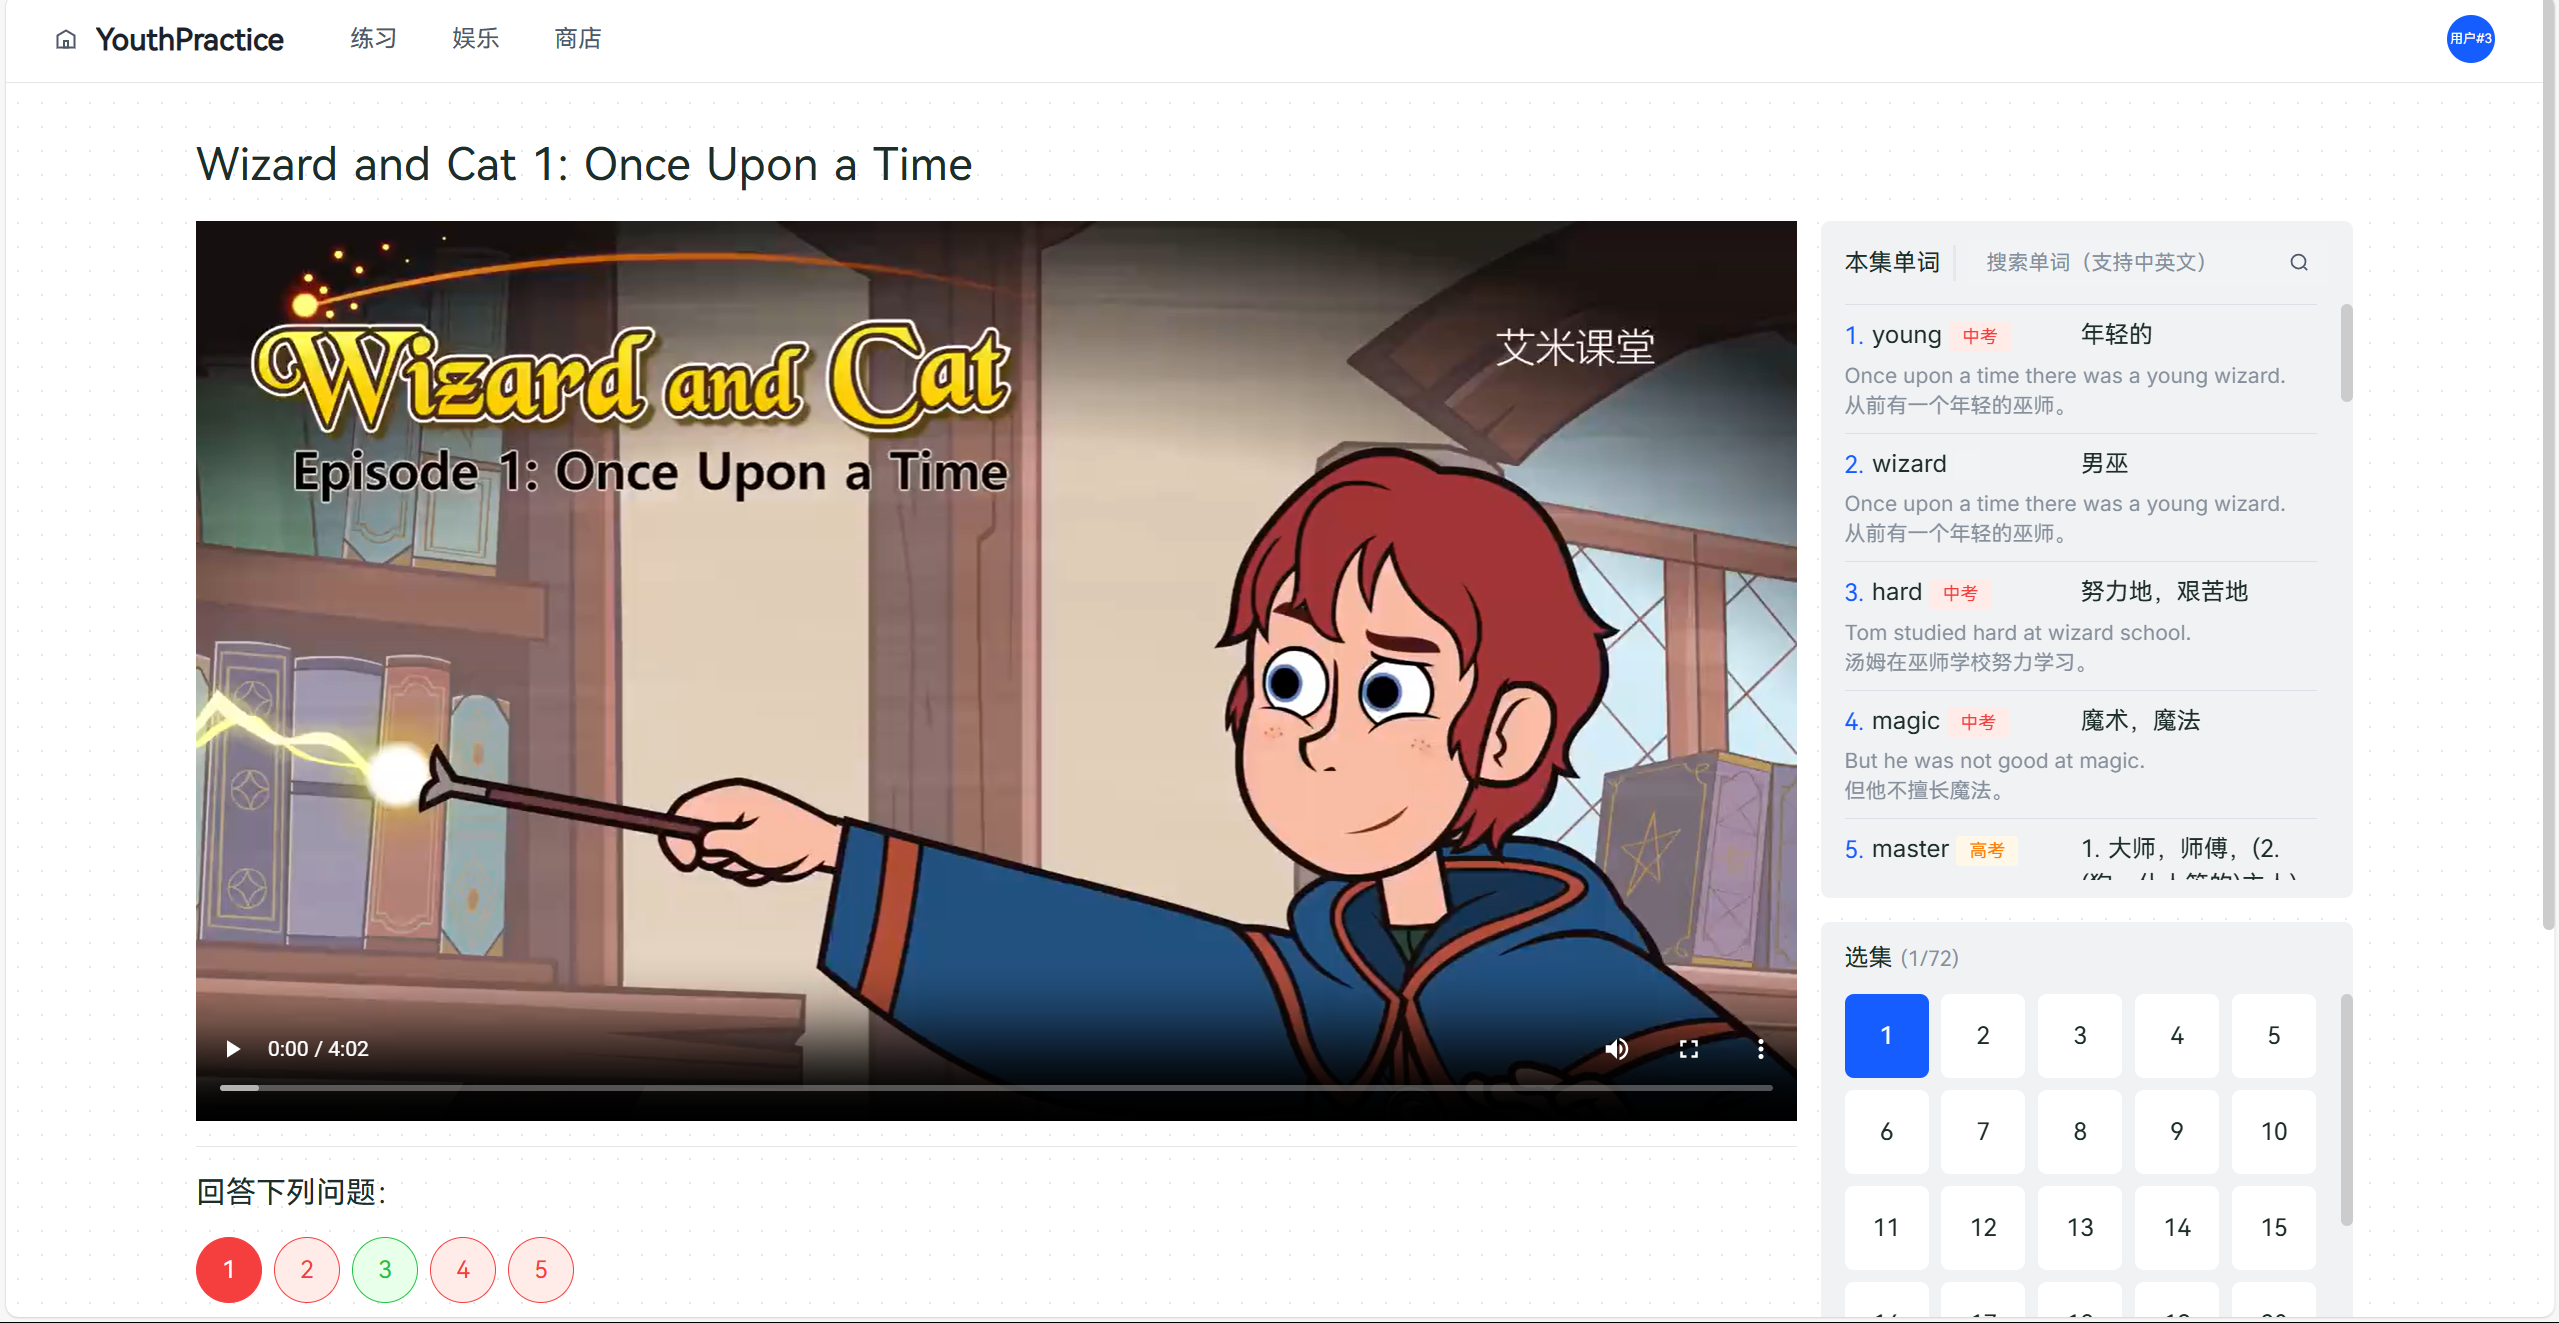 YouthPractice 练习 娱乐 商店 用户#3
Wizard and Cat 1: Once Upon a Time
Wizard and Cat
Episode 1: Once Upon a Time
艾米课堂
0:00 / 4:02
本集单词 搜索单词（支持中英文）
1. young 中考 年轻的
Once upon a time there was a young wizard.
从前有一个年轻的巫师。
2. wizard 男巫
Once upon a time there was a young wizard.
从前有一个年轻的巫师。
3. hard 中考 努力地，艰苦地
Tom studied hard at wizard school.
汤姆在巫师学校努力学习。
4. magic 中考 魔术，魔法
But he was not good at magic.
但他不擅长魔法。
5. master 高考 1. 大师，师傅，(2.
选集 (1/72)
1 2 3 4 5
6 7 8 9 10
11 12 13 14 15
回答下列问题：
1 2 3 4 5